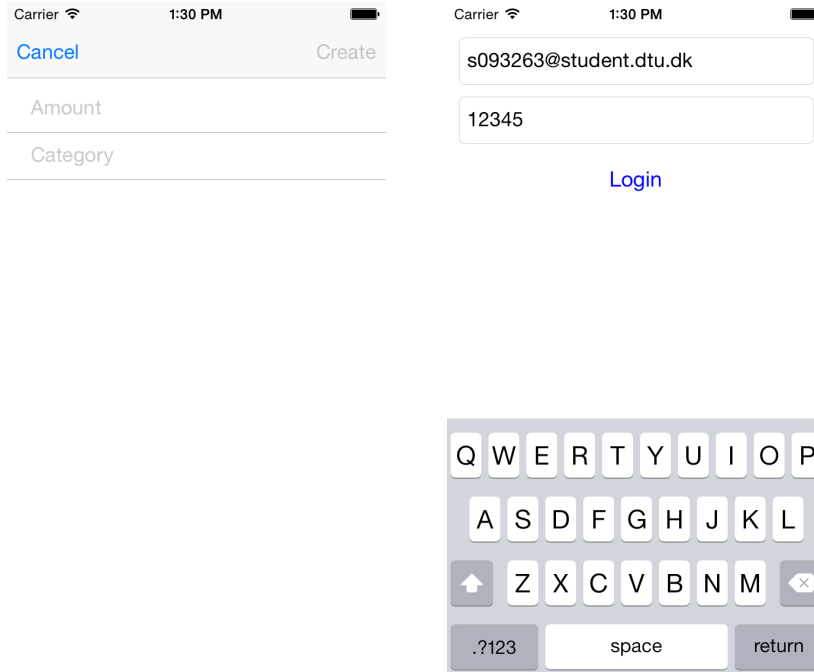 Carrier 1:30 PM
Cancel Create
Amount
Category
Carrier 1:30 PM
s093263@student.dtu.dk
12345
Login
Q W E R T Y U I O P
A S D F G H J K L
Z X C V B N M
.?123 space return